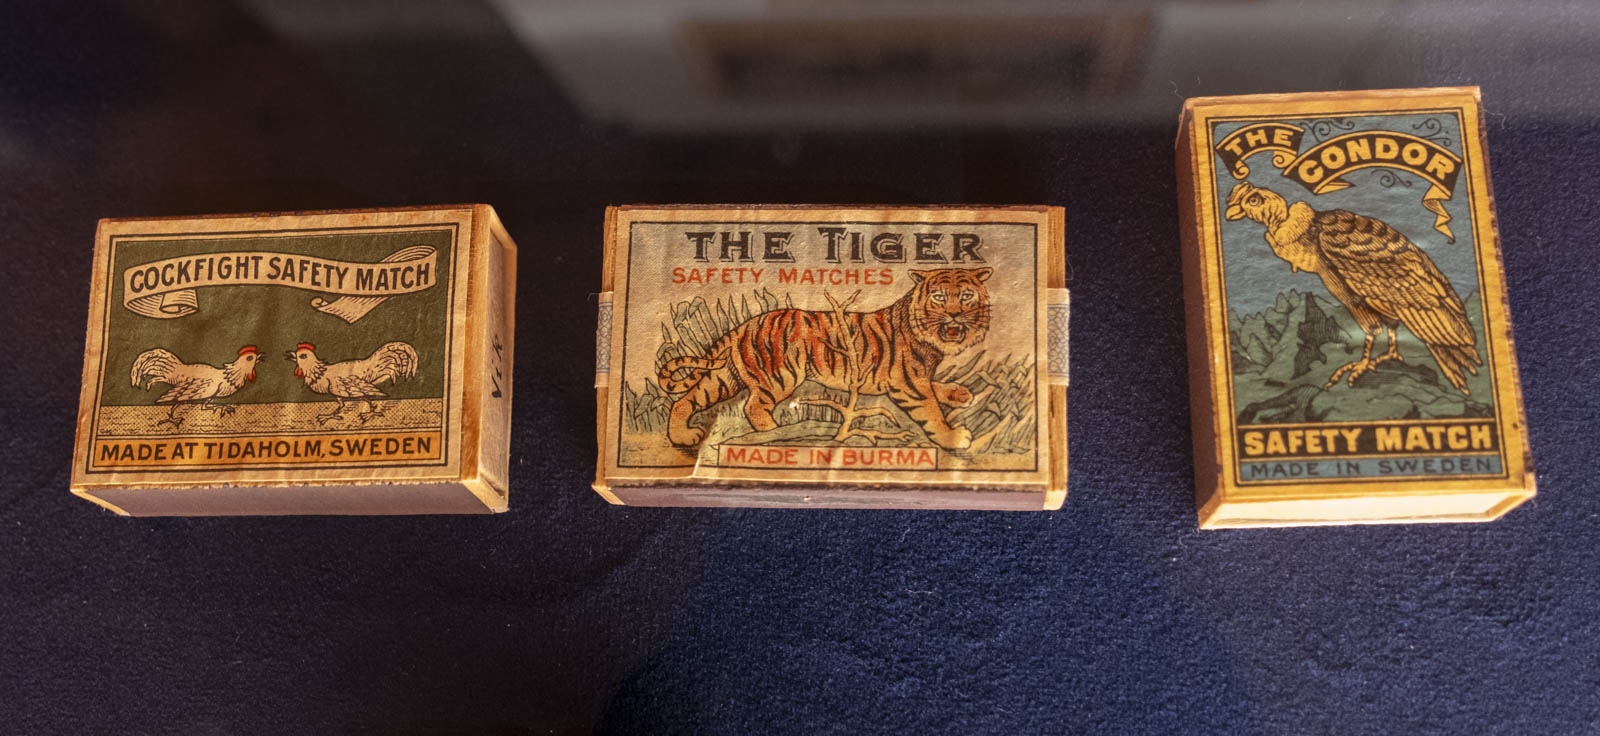 COCKFIGHT SAFETY MATCH
MADE AT TIDAHOLM, SWEDEN
THE TIGER
SAFETY MATCHES
MADE IN BURMA
THE
CONDOR
SAFETY MATCH
MADE IN SWEDEN